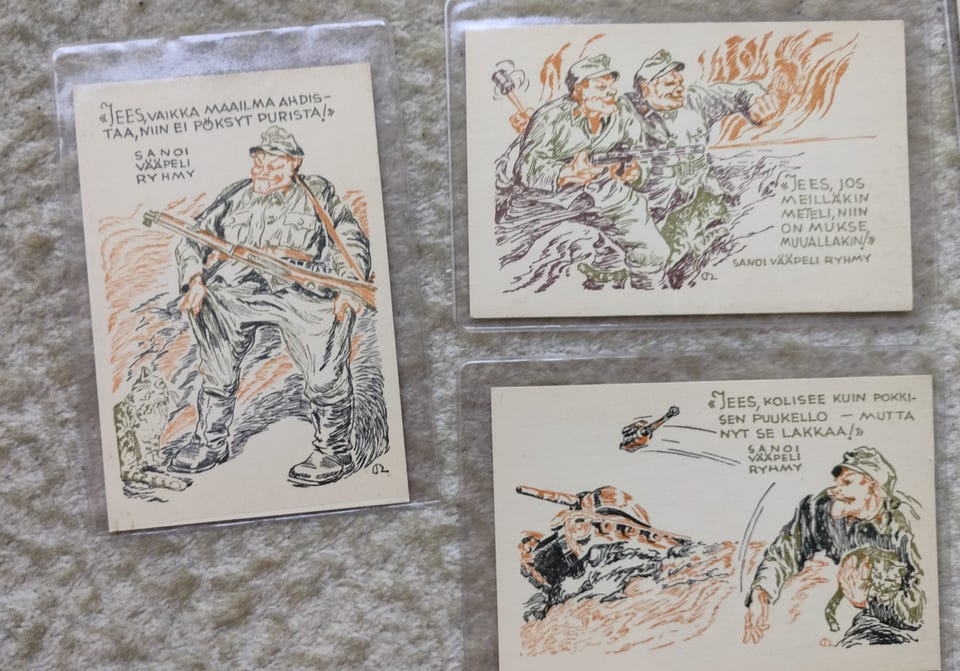 «JEES, VAIKKA MAAILMA AHDIS-
TAA, NIIN EI PÖKSYT PURISTA!»
SANOI
VÄÄPELI
RYHMY
«JEES, JOS
MEILLÄKIN
METELI, NIIN
ON MUKSE
MUUALLAKIN!»
SANOI VÄÄPELI RYHMY
«JEES, KOLISEE KUIN POKKI-
SEN PUUKELLO – MUTTA
NYT SE LAKKAA!»
SANOI
VÄÄPELI
RYHMY